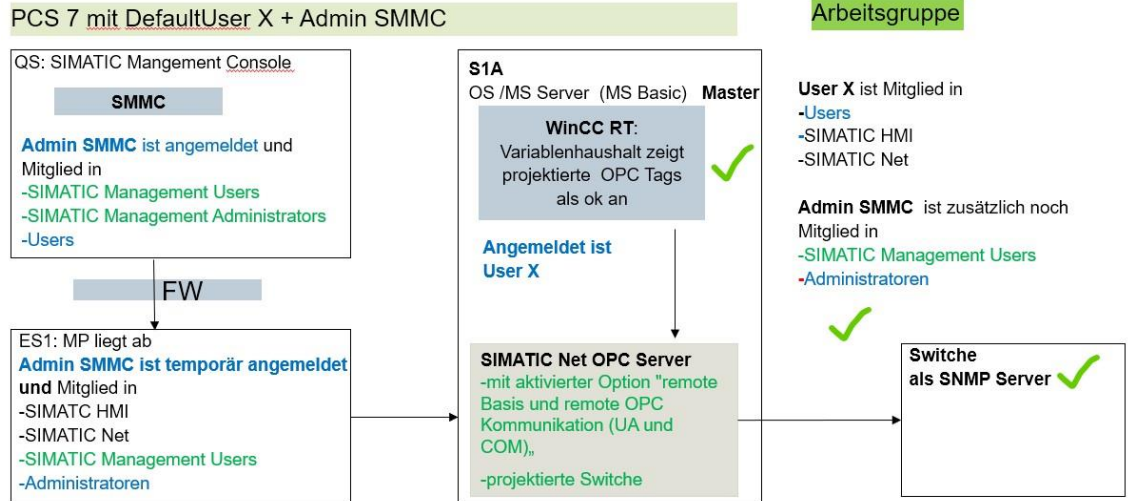 PCS 7 mit DefaultUser X + Admin SMMC
Arbeitsgruppe
QS: SIMATIC Mangement Console
SMMC
Admin SMMC ist angemeldet und
Mitglied in
-SIMATIC Management Users
-SIMATIC Management Administrators
-Users
FW
ES1: MP liegt ab
Admin SMMC ist temporär angemeldet
und Mitglied in
-SIMATC HMI
-SIMATIC Net
-SIMATIC Management Users
-Administratoren
S1A
OS /MS Server (MS Basic) Master
WinCC RT:
Variablenhaushalt zeigt
projektierte OPC Tags
als ok an
Angemeldet ist
User X
SIMATIC Net OPC Server
-mit aktivierter Option "remote
Basis und remote OPC
Kommunikation (UA und
COM)„
-projektierte Switche
User X ist Mitglied in
-Users
-SIMATIC HMI
-SIMATIC Net
Admin SMMC ist zusätzlich noch
Mitglied in
-SIMATIC Management Users
-Administratoren
Switche
als SNMP Server